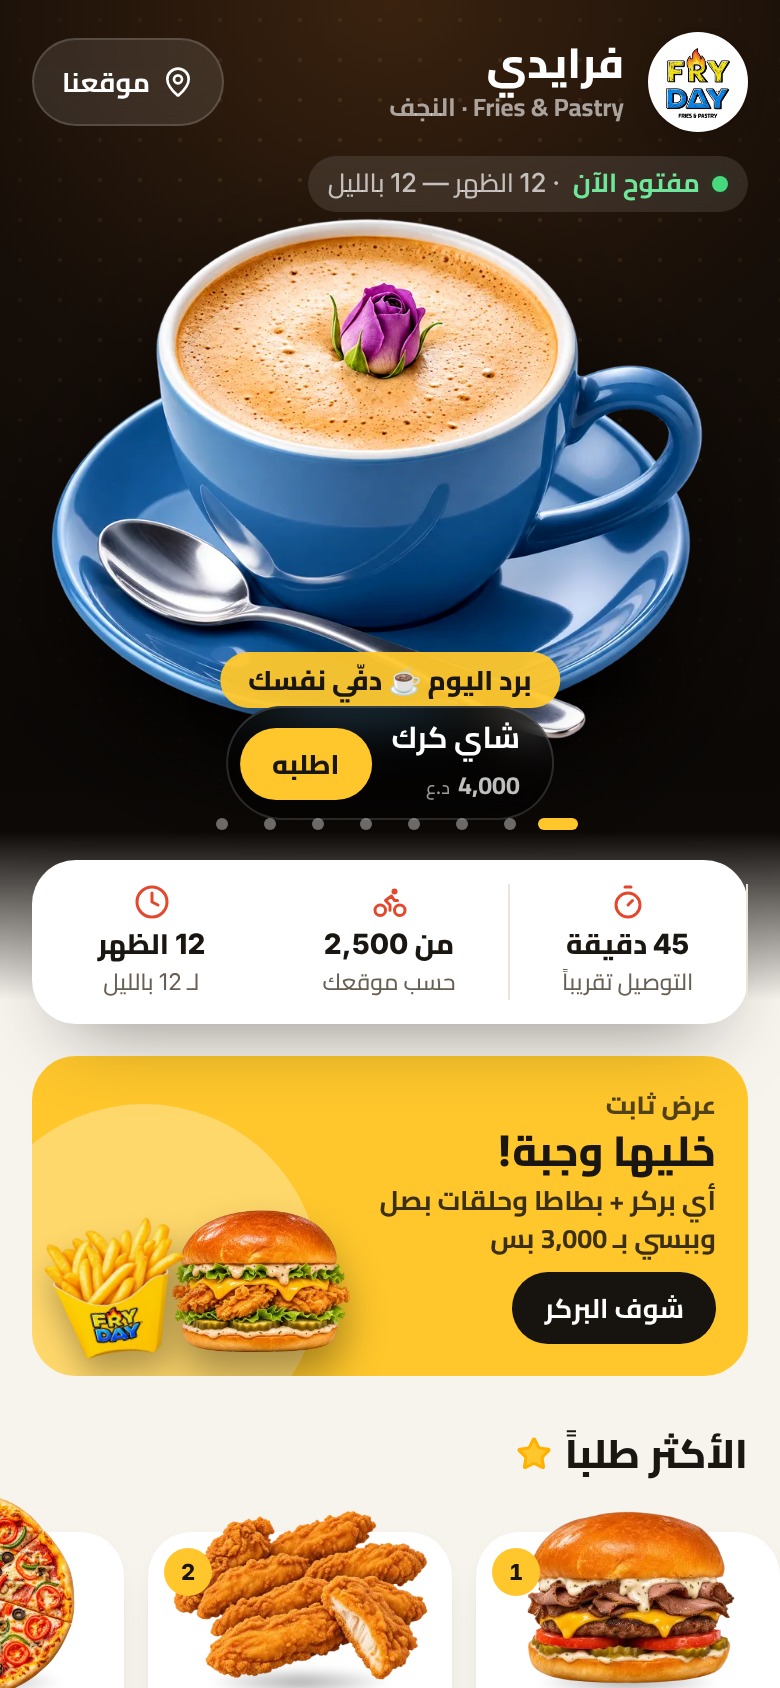 فرايدي
Fries & Pastry · النجف
FRY
DAY
FRIES & PASTRY
موقعنا
مفتوح الآن · 12 الظهر — 12 بالليل
برد اليوم ☕ دفّي نفسك
شاي كرك
4,000 د.ع
اطلبه
45 دقيقة
التوصيل تقريباً
من 2,500
حسب موقعك
12 الظهر
لـ 12 بالليل
عرض ثابت
خليها وجبة!
أي بركر + بطاطا وحلقات بصل
وببسي بـ 3,000 بس
شوف البركر
FRY
DAY
الأكثر طلباً
1
2